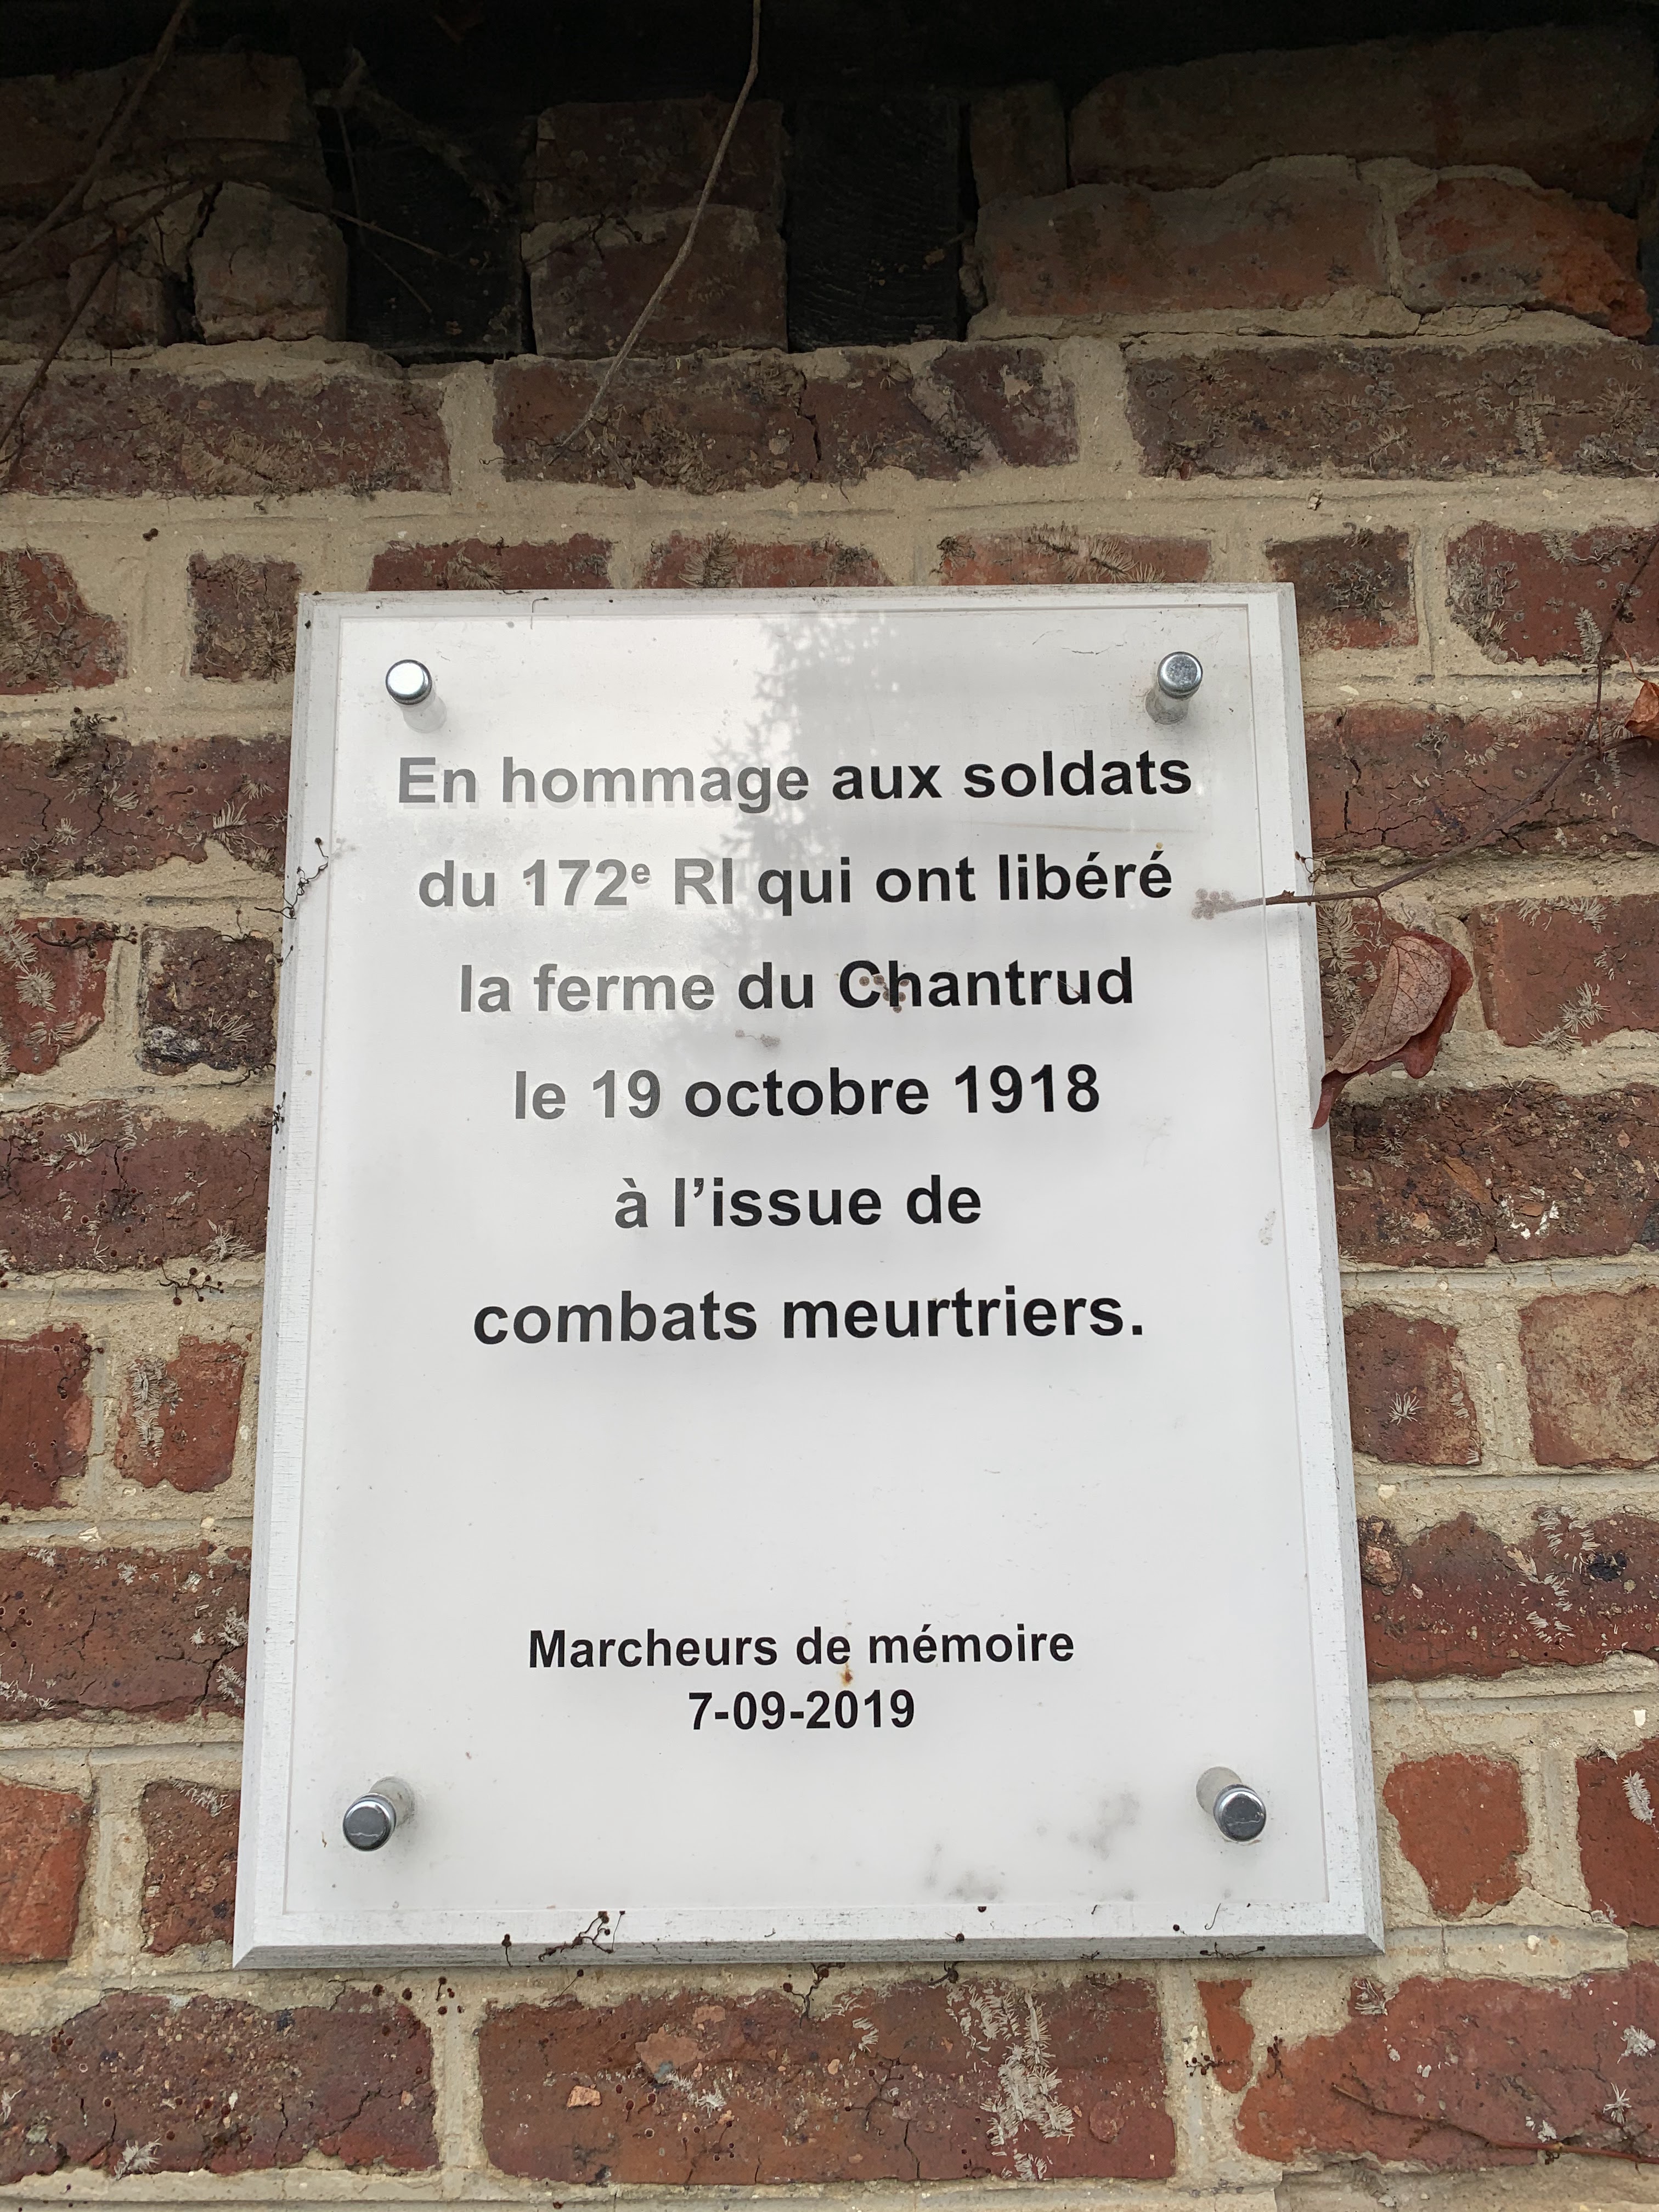 En hommage aux soldats
du 172ᵉ RI qui ont libéré
la ferme du Chantrud
le 19 octobre 1918
à l’issue de
combats meurtriers.
Marcheurs de mémoire
7-09-2019